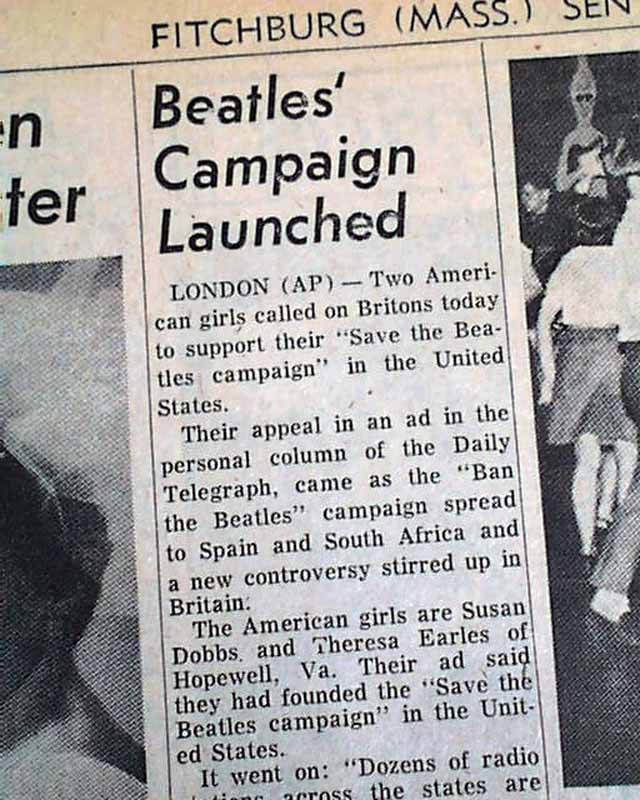 FITCHBURG (MASS.) SEN
en
ter
Beatles'
Campaign
Launched
LONDON (AP) — Two Ameri-
can girls called on Britons today
to support their "Save the Bea-
tles campaign" in the United
States.
Their appeal in an ad in the
personal column of the Daily
Telegraph, came as the "Ban
the Beatles" campaign spread
to Spain and South Africa and
a new controversy stirred up in
Britain.
The American girls are Susan
Dobbs and Theresa Earles of
Hopewell, Va. Their ad said
they had founded the "Save the
Beatles campaign" in the Unit-
ed States.
It went on: "Dozens of radio
across the states are